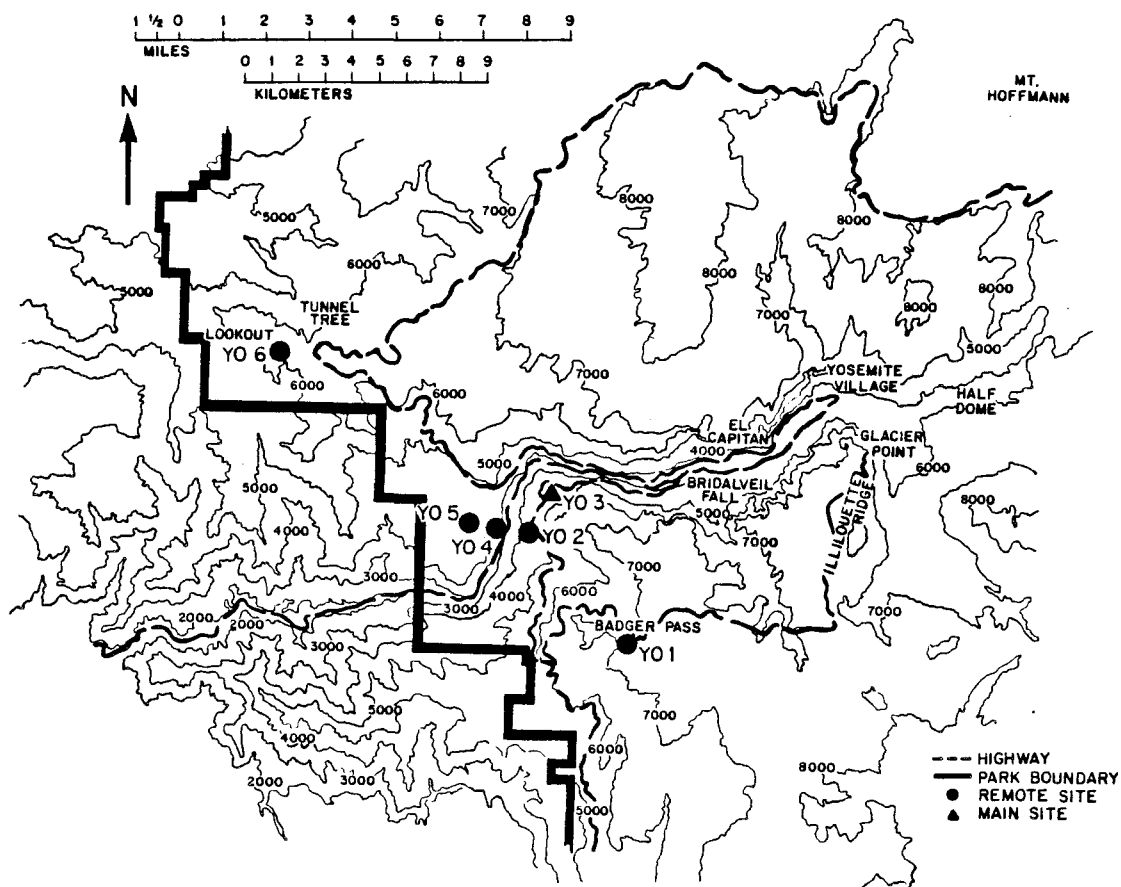 1 ½ 0 1 2 3 4 5 6 7 8 9
MILES
0 1 2 3 4 5 6 7 8 9
KILOMETERS
N
MT.
HOFFMANN
8000
7000
8000
8000
5000
6000
8000
5000
8000
8000
7000
TUNNEL
TREE
LOOKOUT
YO 6
5000
6000
7000
YOSEMITE
VILLAGE
6000
HALF
DOME
EL
CAPITAN
4000
GLACIER
POINT
5000
6000
BRIDALVEIL
FALL
5000
5000
YO 3
8000
YO 5
YO 4
YO 2
4000
7000
ILLILOUETTE
RIDGE
3000
4000
7000
6000
3000
2000
2000
7000
BADGER PASS
3000
YO 1
5000
7000
4000
6000
2000
3000
8000
5000
HIGHWAY
PARK BOUNDARY
REMOTE SITE
MAIN SITE